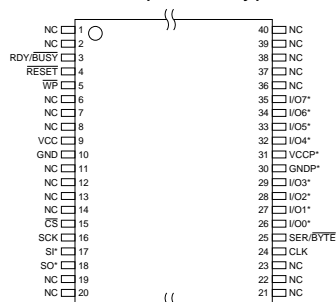 NC 1 40 NC
NC 2 39 NC
RDY/BUSY 3 38 NC
RESET 4 37 NC
WP 5 36 NC
NC 6 35 I/O7*
NC 7 34 I/O6*
NC 8 33 I/O5*
VCC 9 32 I/O4*
GND 10 31 VCCP*
NC 11 30 GNDP*
NC 12 29 I/O3*
NC 13 28 I/O2*
NC 14 27 I/O1*
CS 15 26 I/O0*
SCK 16 25 SER/BYTE
SI* 17 24 CLK
SO* 18 23 NC
NC 19 22 NC
NC 20 21 NC